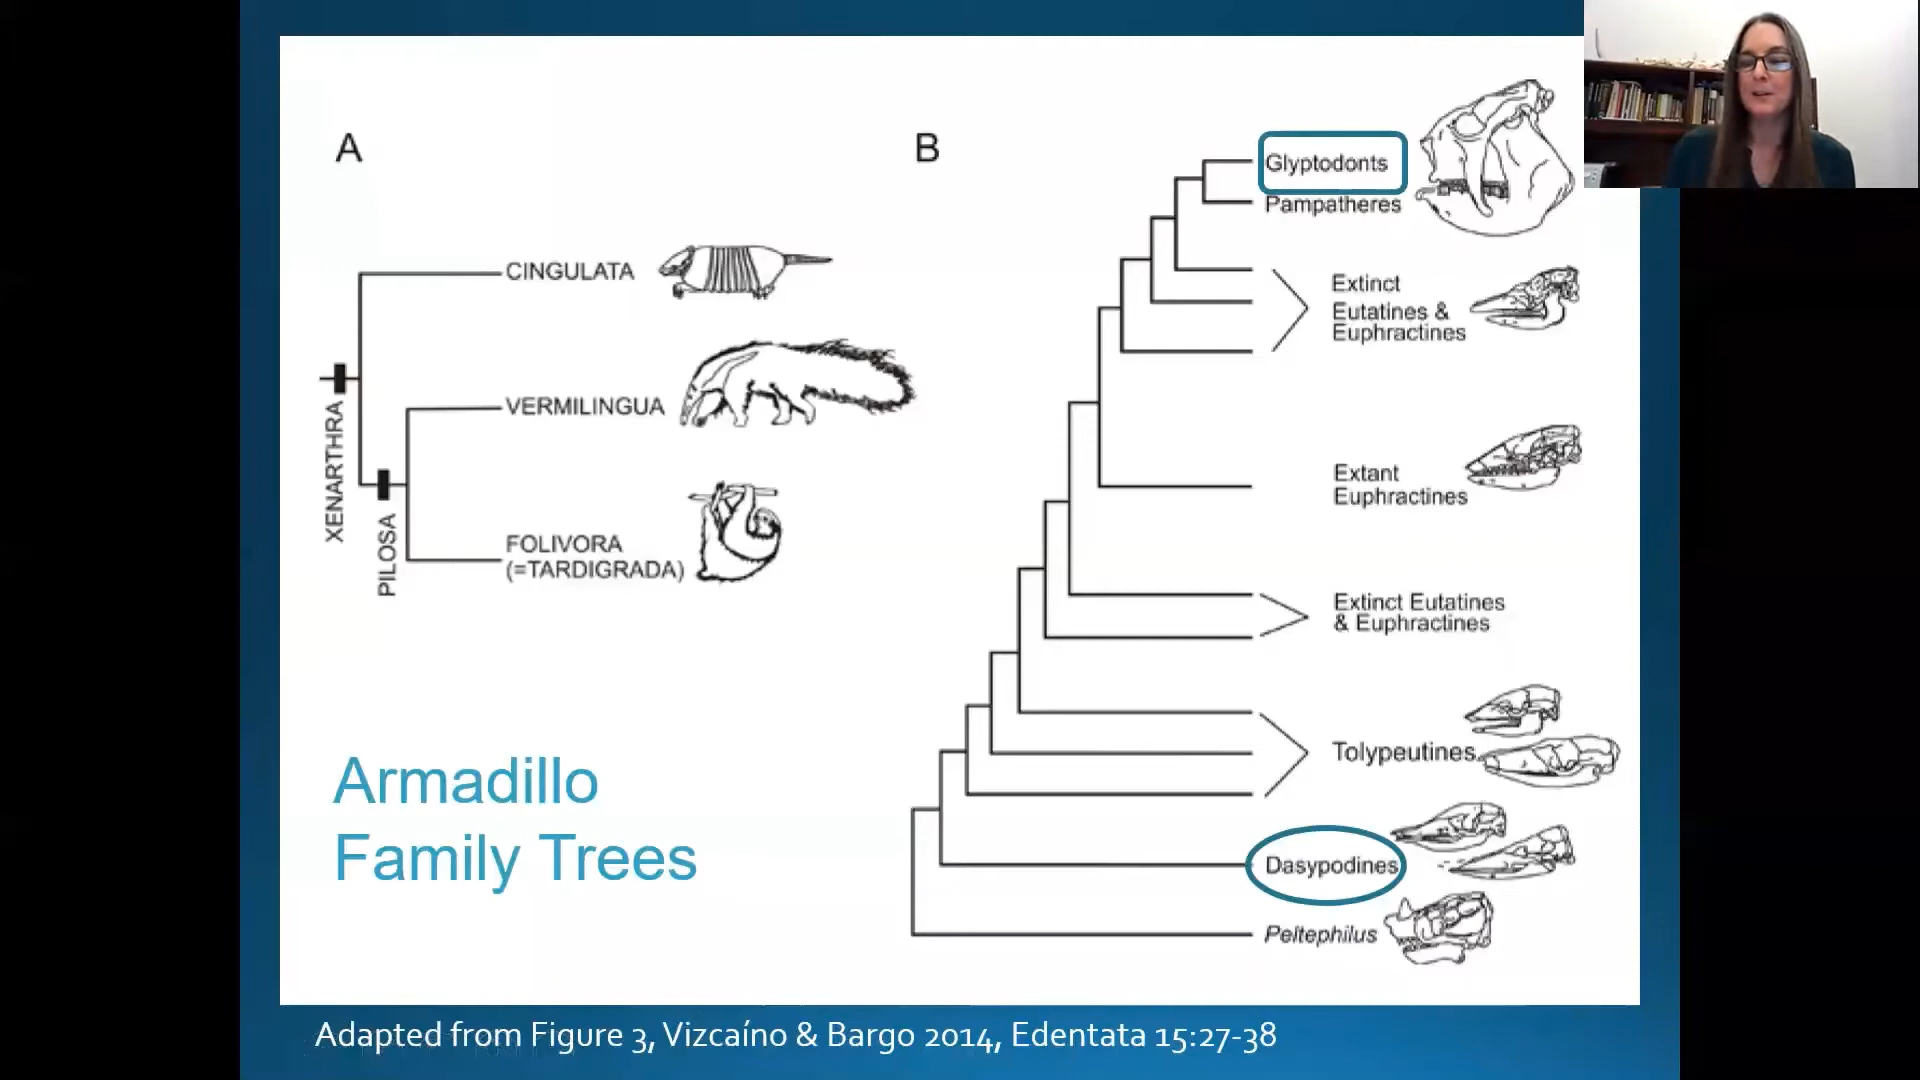 A
CINGULATA
VERMILINGUA
FOLIVORA
(=TARDIGRADA)
XENARTHRA
PILOSA
Armadillo
Family Trees
B
Glyptodonts
Pampatheres
Extinct
Eutatines &
Euphractines
Extant
Euphractines
Extinct Eutatines
& Euphractines
Tolypeutines
Dasypodines
Peltephilus
Adapted from Figure 3, Vizcaíno & Bargo 2014, Edentata 15:27-38